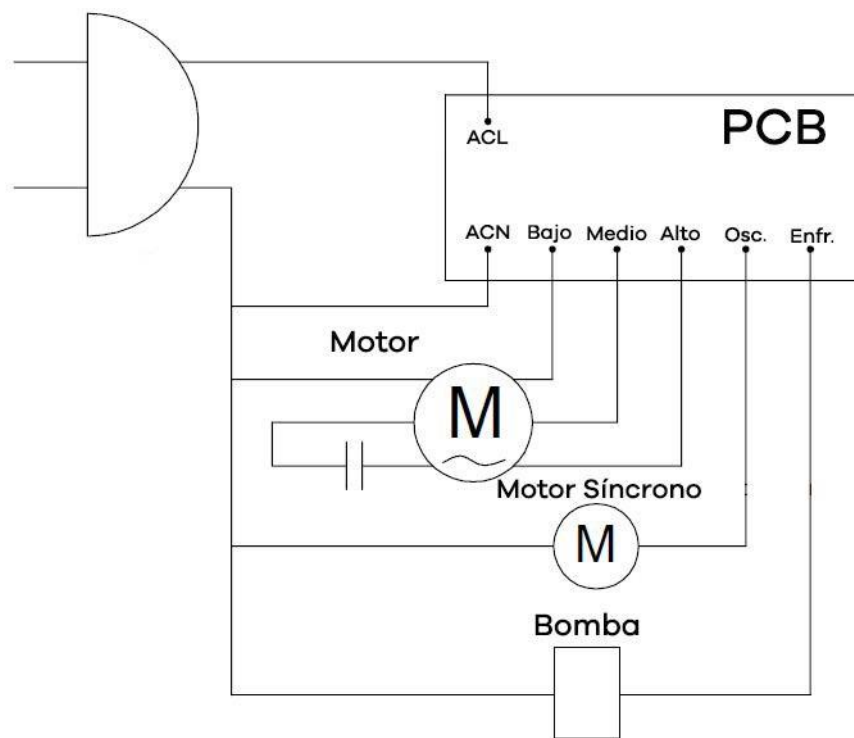 PCB
ACL
ACN Bajo Medio Alto Osc. Enfr.
Motor
M
Motor Síncrono
M
Bomba